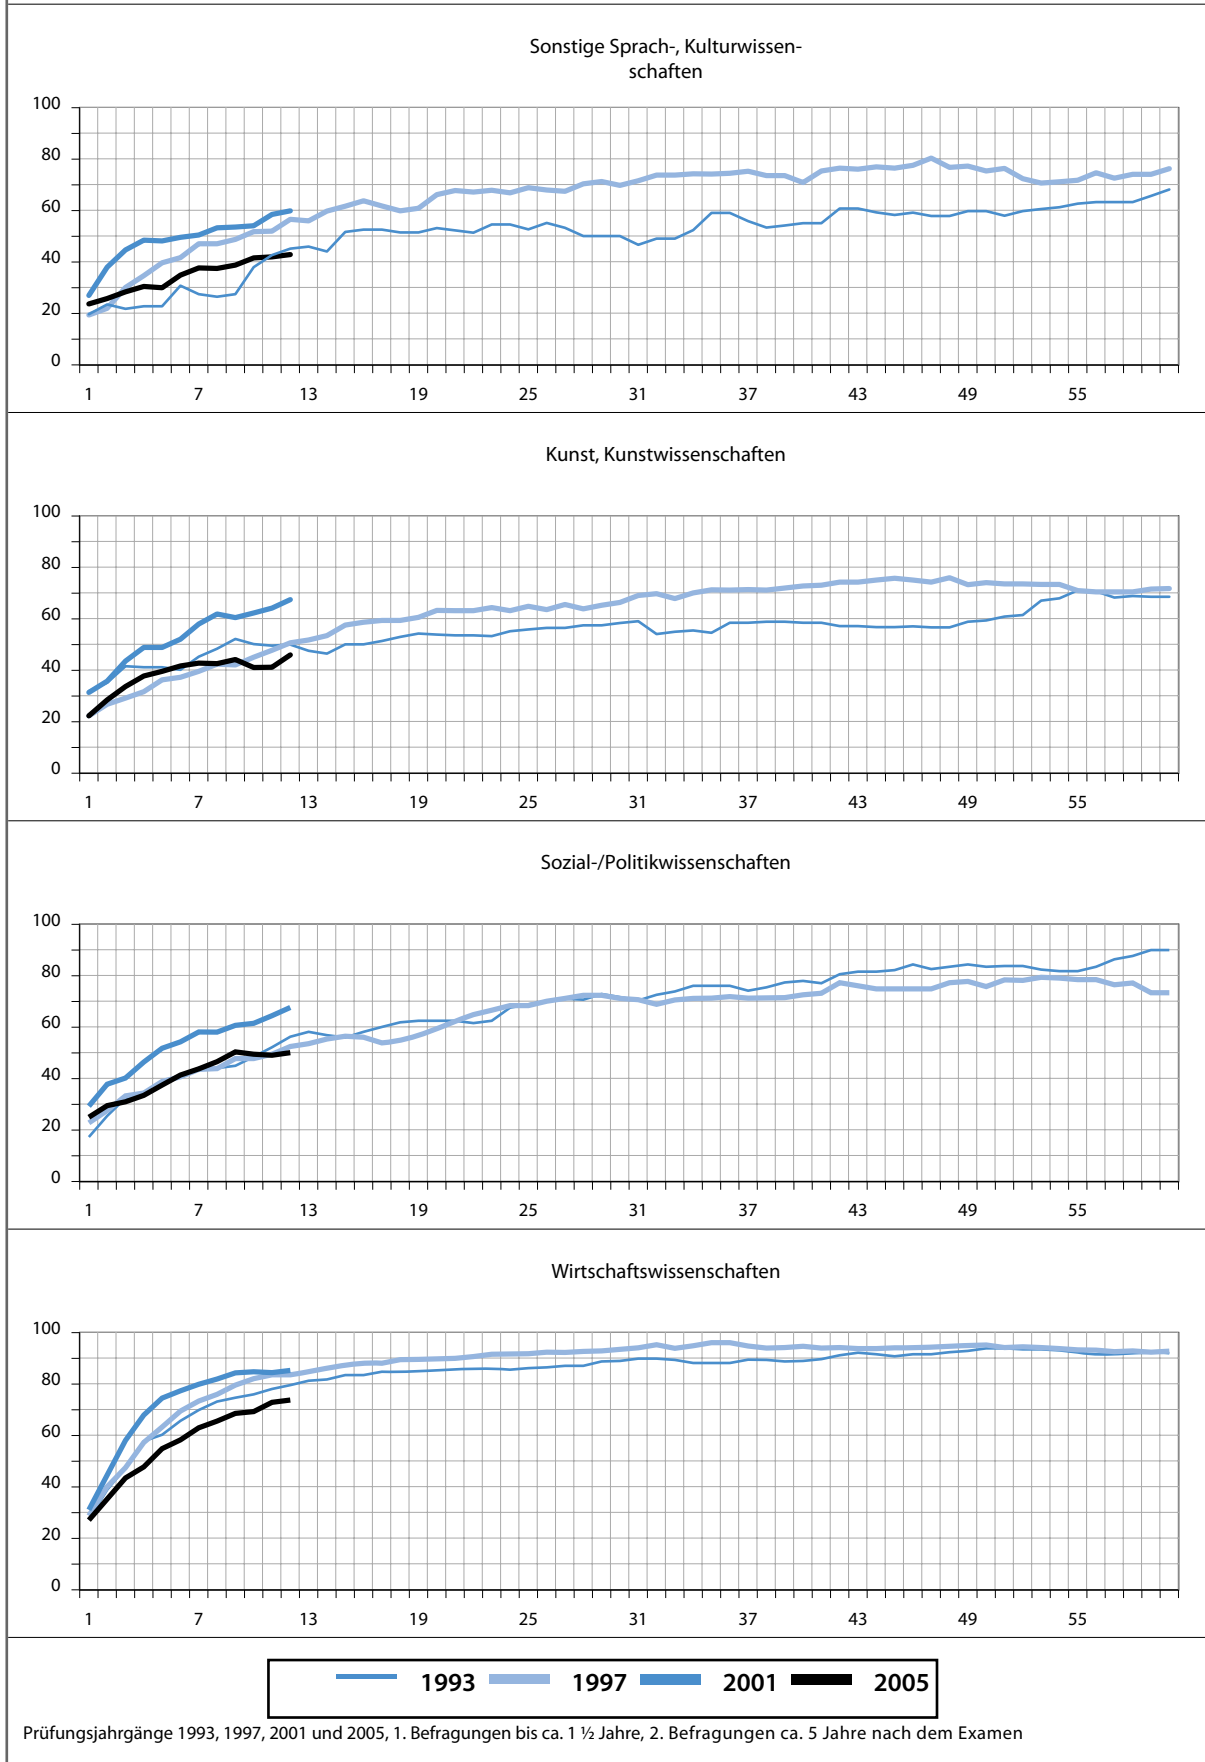 Sonstige Sprach-, Kulturwissen-
schaften
100
80
60
40
20
0
1 7 13 19 25 31 37 43 49 55
Kunst, Kunstwissenschaften
100
80
60
40
20
0
1 7 13 19 25 31 37 43 49 55
Sozial-/Politikwissenschaften
100
80
60
40
20
0
1 7 13 19 25 31 37 43 49 55
Wirtschaftswissenschaften
100
80
60
40
20
0
1 7 13 19 25 31 37 43 49 55
1993 1997 2001 2005
Prüfungsjahrgänge 1993, 1997, 2001 und 2005, 1. Befragungen bis ca. 1 ½ Jahre, 2. Befragungen ca. 5 Jahre nach dem Examen